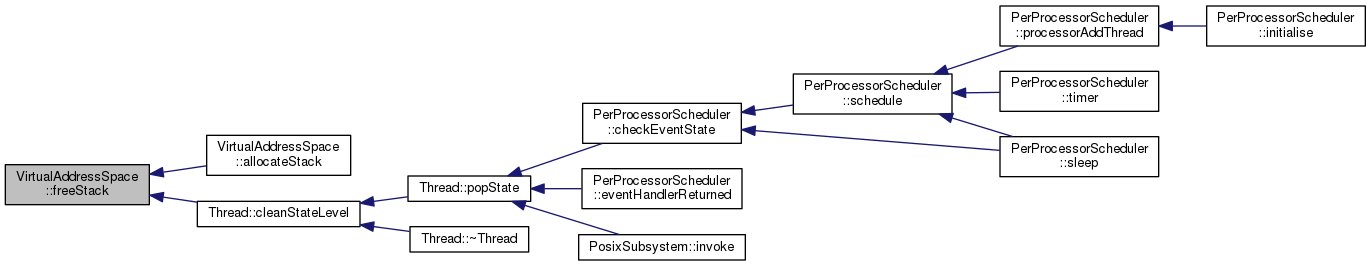 VirtualAddressSpace
::freeStack
VirtualAddressSpace
::allocateStack
Thread::cleanStateLevel
Thread::popState
Thread::~Thread
PerProcessorScheduler
::checkEventState
PerProcessorScheduler
::eventHandlerReturned
PosixSubsystem::invoke
PerProcessorScheduler
::schedule
PerProcessorScheduler
::processorAddThread
PerProcessorScheduler
::timer
PerProcessorScheduler
::sleep
PerProcessorScheduler
::initialise